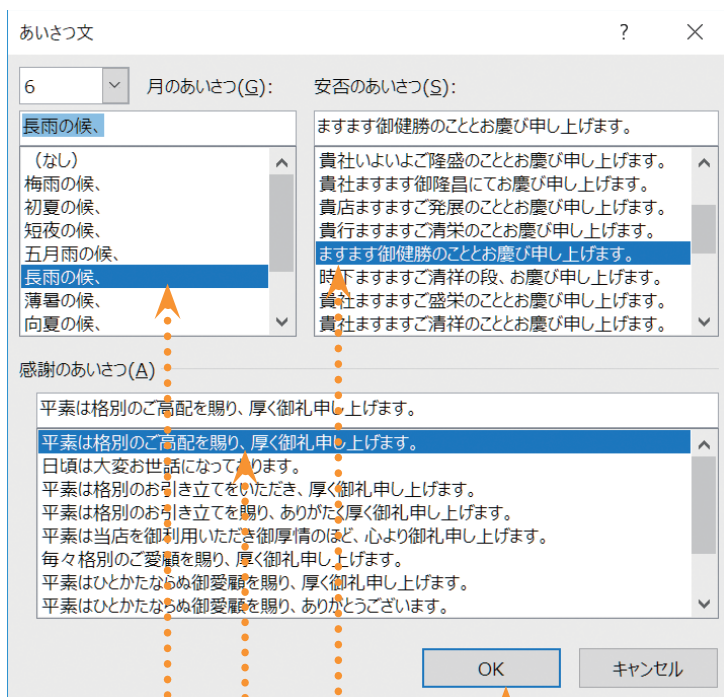 あいさつ文
6 月のあいさつ(G): 安否のあいさつ(S):
長雨の候、
(なし)
梅雨の候、
初夏の候、
短夜の候、
五月雨の候、
長雨の候、
薄暑の候、
向夏の候、
ますます御健勝のこととお慶び申し上げます。
貴社いよいよご隆盛のこととお慶び申し上げます。
貴社ますます御隆昌にてお慶び申し上げます。
貴店ますますご発展のこととお慶び申し上げます。
貴行ますますご清栄のことお慶び申し上げます。
ますます御健勝のこととお慶び申し上げます。
時下ますますご清祥の段、お慶び申し上げます。
貴社ますますご盛栄のこととお慶び申し上げます。
貴社ますますご清祥のこととお慶び申し上げます。
感謝のあいさつ(A)
平素は格別のご高配を賜り、厚く御礼申し上げます。
平素は格別のご高配を賜り、厚く御礼申し上げます。
日頃は大変お世話になっております。
平素は格別のお引き立てをいただき、厚く御礼申し上げます。
平素は格別のお引き立てを賜り、ありがたく厚く御礼申し上げます。
平素は当店を御利用いただき御厚情のほど、心より御礼申し上げます。
毎々格別のご愛顧を賜り、厚く御礼申し上げます。
平素はひとかたならぬ御愛顧を賜り、厚く御礼申し上げます。
平素はひとかたならぬ御愛顧を賜り、ありがとうございます。
OK キャンセル